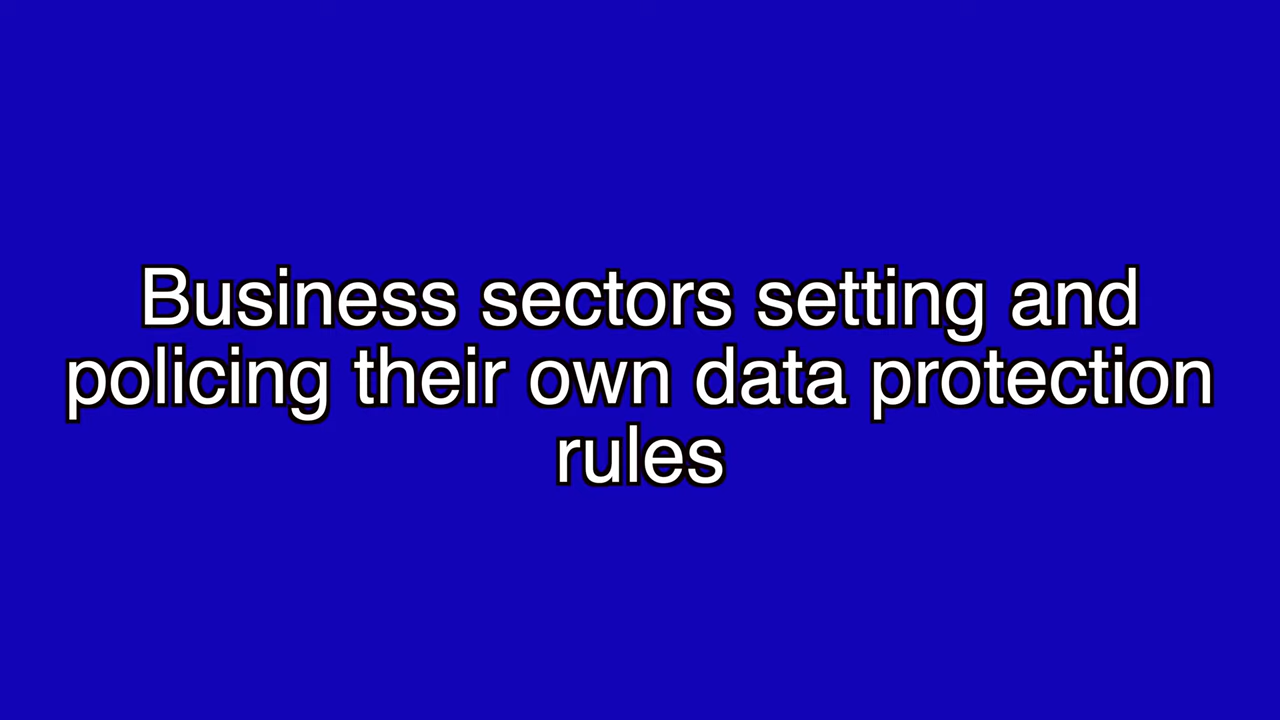 Business sectors setting and
policing their own data protection
rules